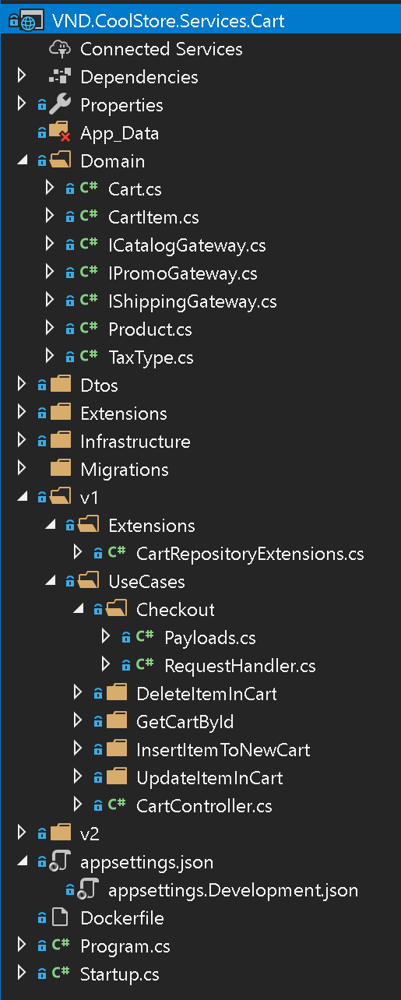 VND.CoolStore.Services.Cart
Connected Services
Dependencies
Properties
App_Data
Domain
C# Cart.cs
C# CartItem.cs
C# ICatalogGateway.cs
C# IPromoGateway.cs
C# IShippingGateway.cs
C# Product.cs
C# TaxType.cs
Dtos
Extensions
Infrastructure
Migrations
v1
Extensions
C# CartRepositoryExtensions.cs
UseCases
Checkout
C# Payloads.cs
C# RequestHandler.cs
DeleteItemInCart
GetCartById
InsertItemToNewCart
UpdateItemInCart
C# CartController.cs
v2
appsettings.json
appsettings.Development.json
Dockerfile
C# Program.cs
C# Startup.cs